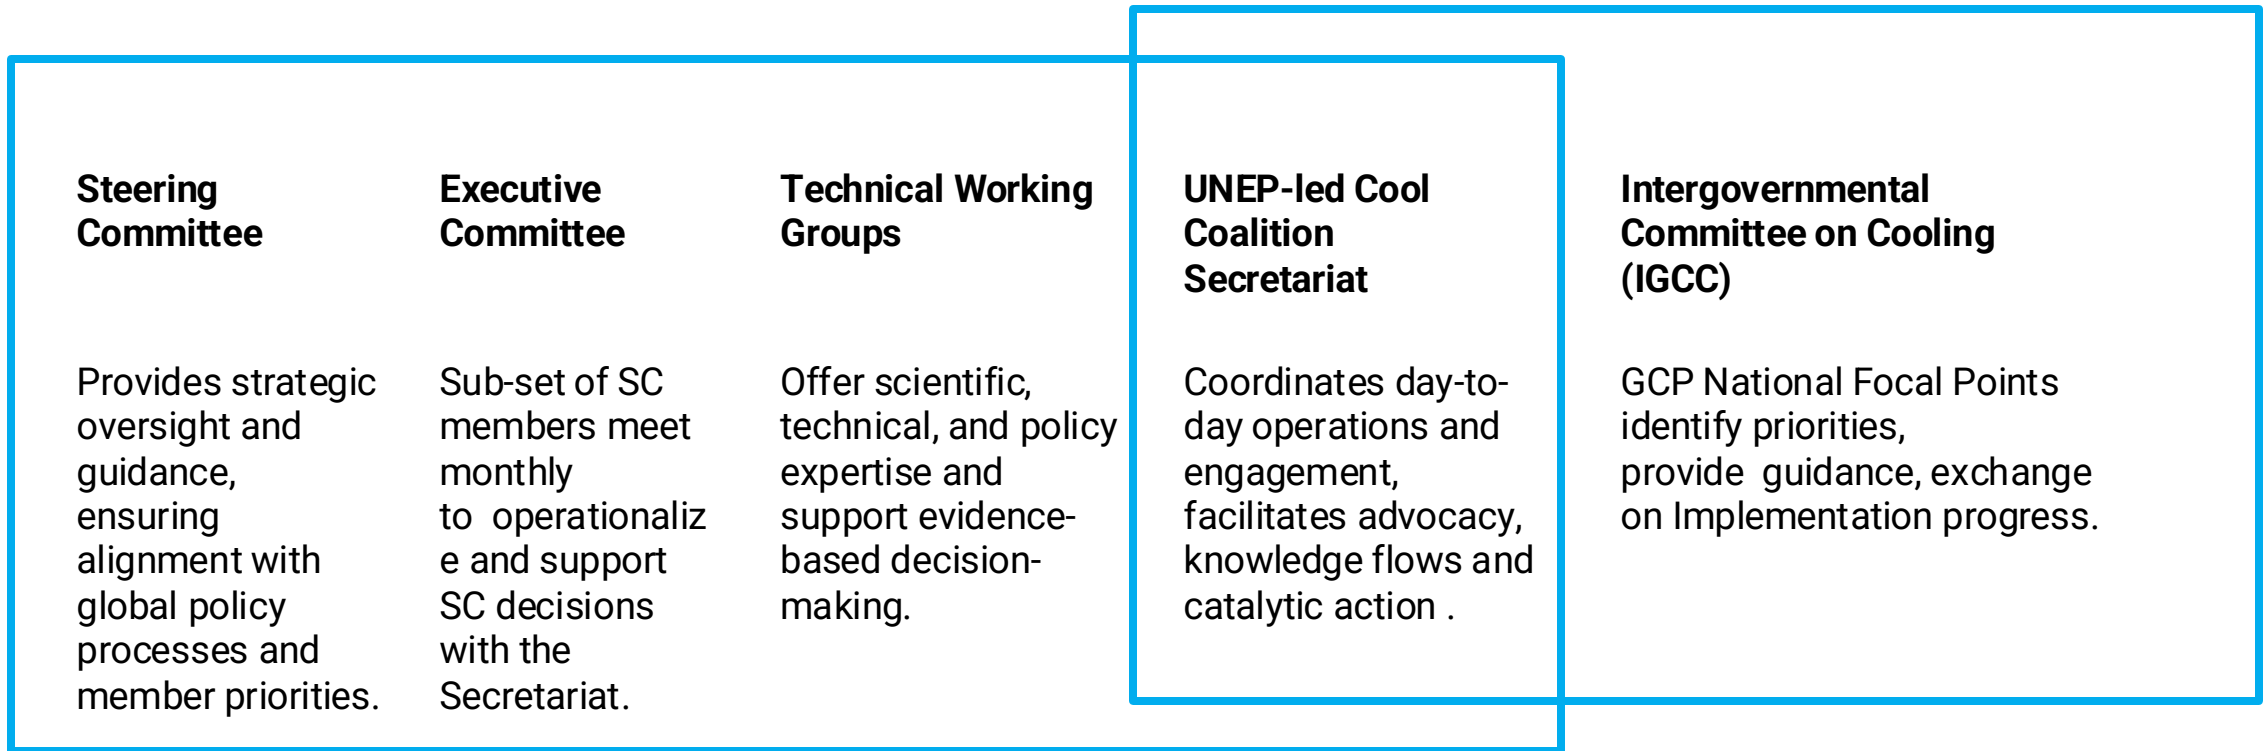 Steering
Committee
Provides strategic
oversight and
guidance,
ensuring
alignment with
global policy
processes and
member priorities.
Executive
Committee
Sub-set of SC
members meet
monthly
to  operationaliz
e and support
SC decisions
with the
Secretariat.
Technical Working
Groups
Offer scientific,
technical, and policy
expertise and
support evidence-
based decision-
making.
UNEP-led Cool
Coalition
Secretariat
Coordinates day-to-
day operations and
engagement,
facilitates advocacy,
knowledge flows and
catalytic action .
Intergovernmental
Committee on Cooling
(IGCC)
GCP National Focal Points
identify priorities,
provide  guidance, exchange
on Implementation progress.